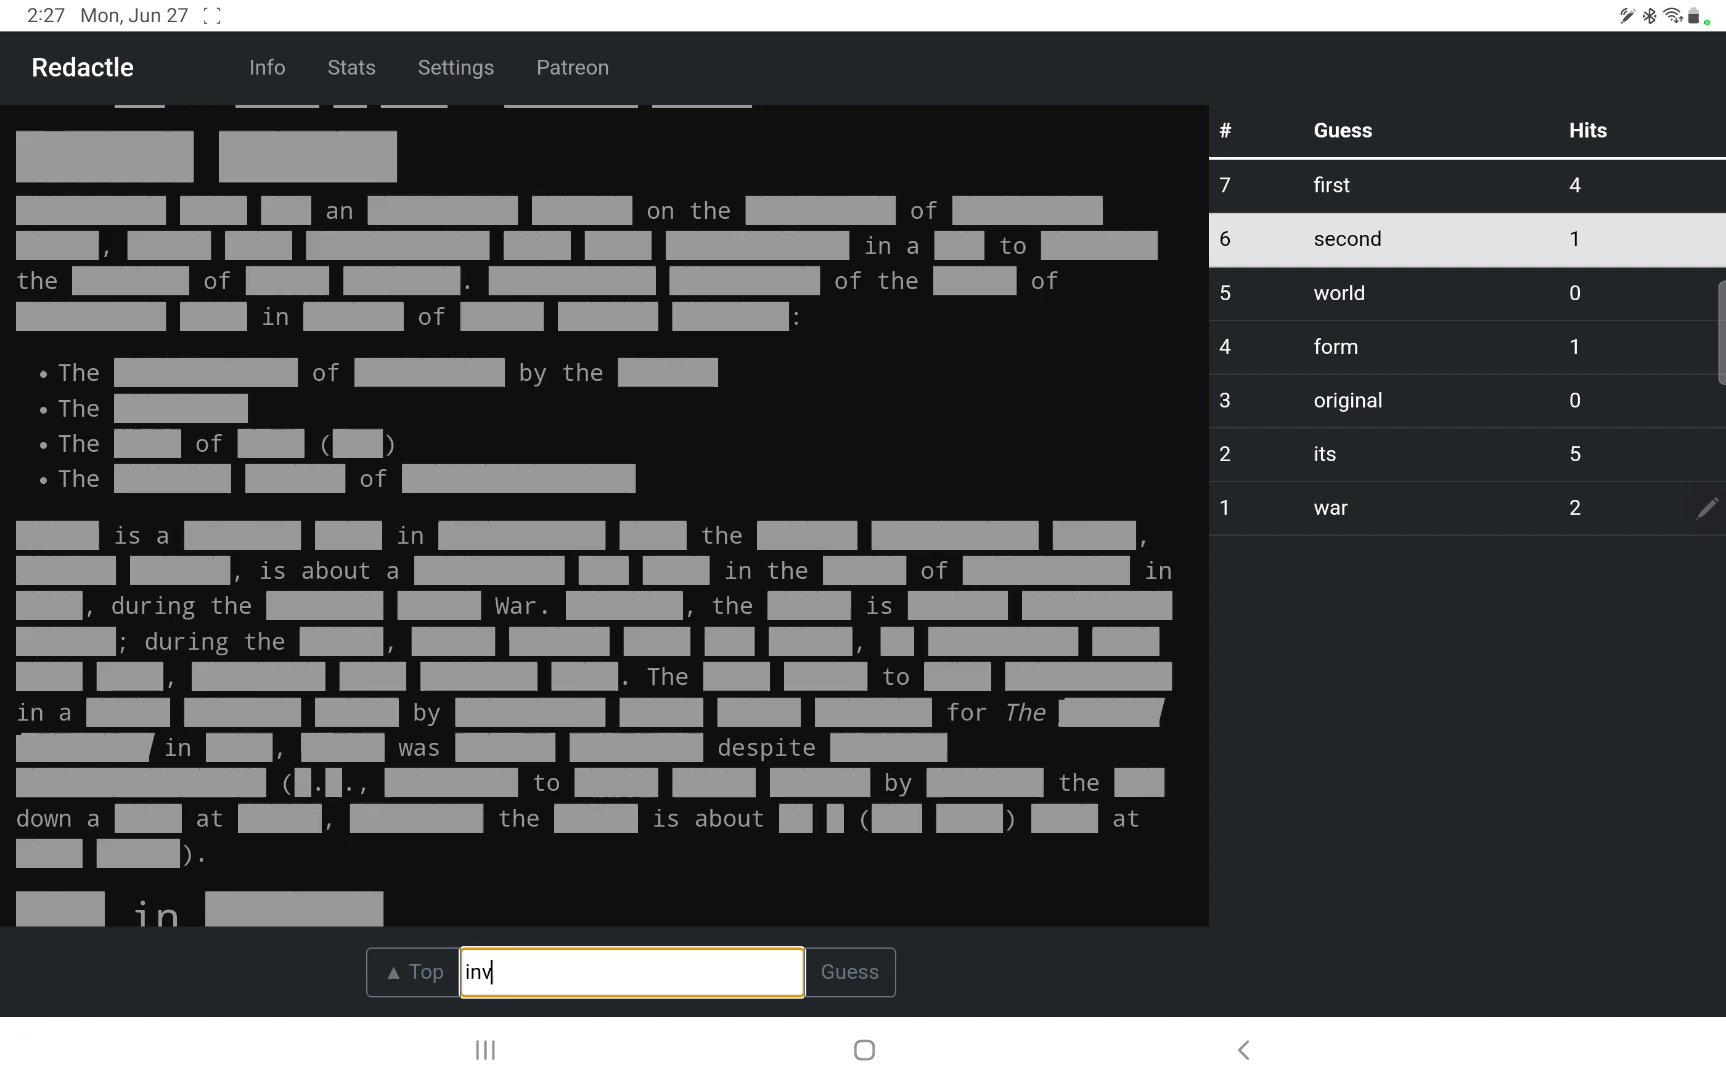 2:27 Mon, Jun 27
Redactle Info Stats Settings Patreon
# Guess Hits
7 first 4
6 second 1
5 world 0
4 form 1
3 original 0
2 its 5
1 war 2
an on the of
, in a to
the of . of the of
in of :
• The of by the
• The
• The of ( )
• The of
is a in the ,
, is about a in the of in
, during the War. , the is
; during the , ,
, . The to
in a by for The
in , was despite
( . ., to by the
down a at , the is about ( ) at
).
in
▲ Top inv Guess